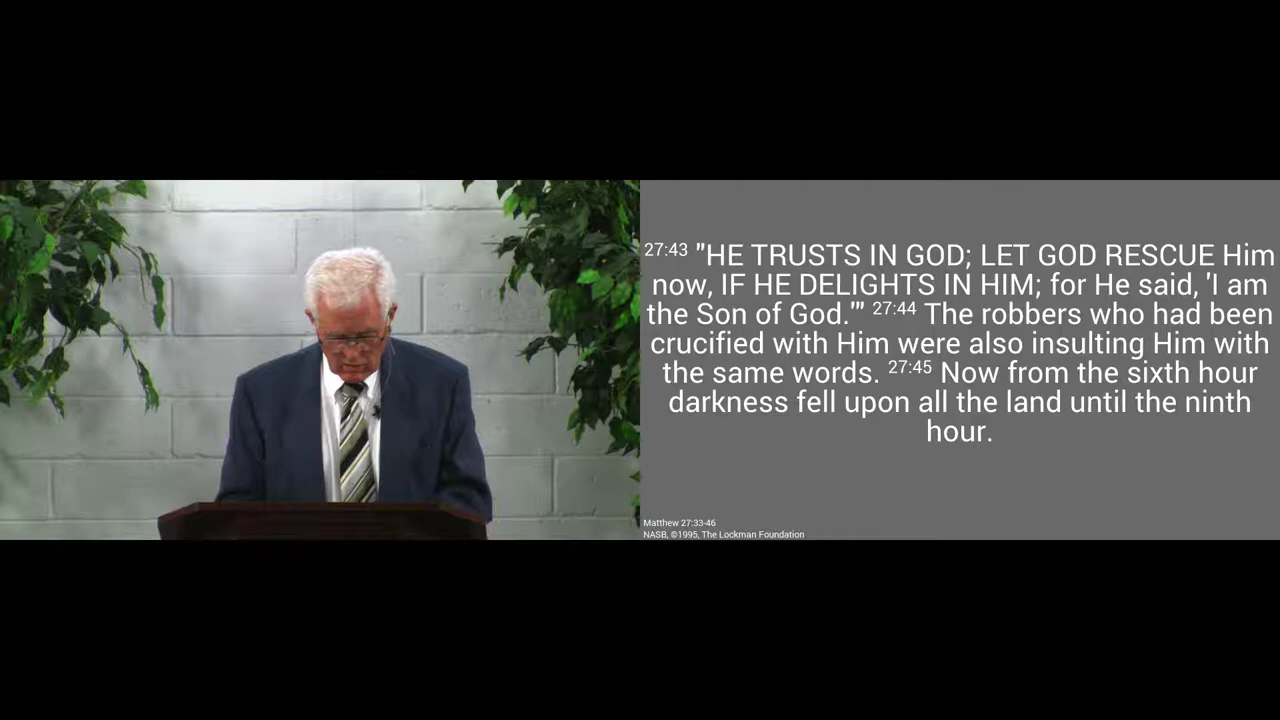 27:43 "HE TRUSTS IN GOD; LET GOD RESCUE Him
now, IF HE DELIGHTS IN HIM; for He said, 'I am
the Son of God.'" 27:44 The robbers who had been
crucified with Him were also insulting Him with
the same words. 27:45 Now from the sixth hour
darkness fell upon all the land until the ninth
hour.
Matthew 27:33-46
NASB, ©1995, The Lockman Foundation